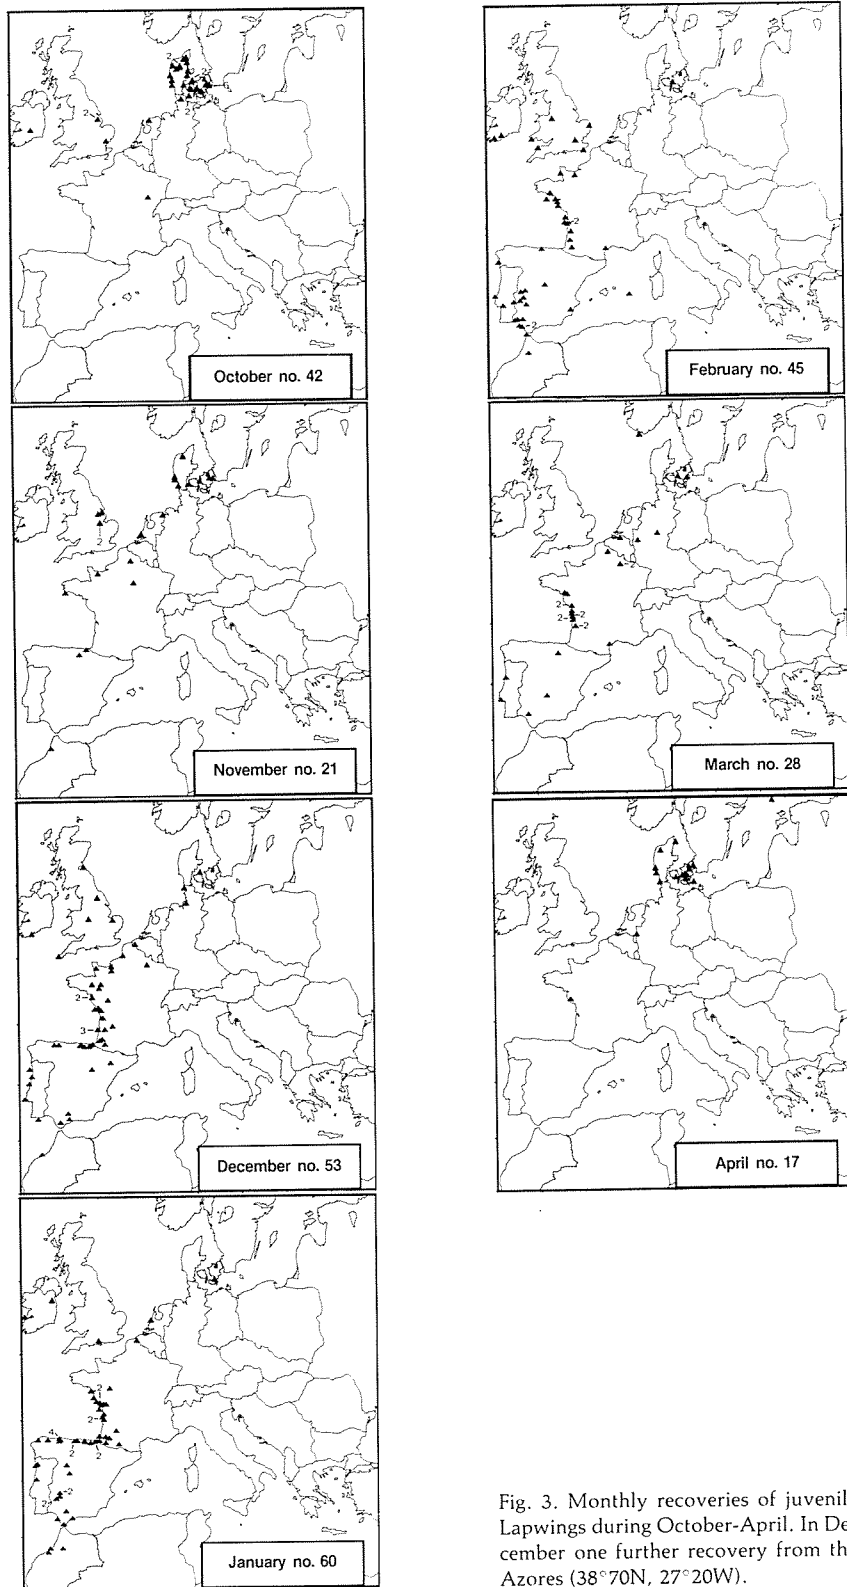 October no. 42
February no. 45
November no. 21
March no. 28
December no. 53
April no. 17
January no. 60
Fig. 3. Monthly recoveries of juvenil
Lapwings during October-April. In De
cember one further recovery from th
Azores (38°70N, 27°20W).